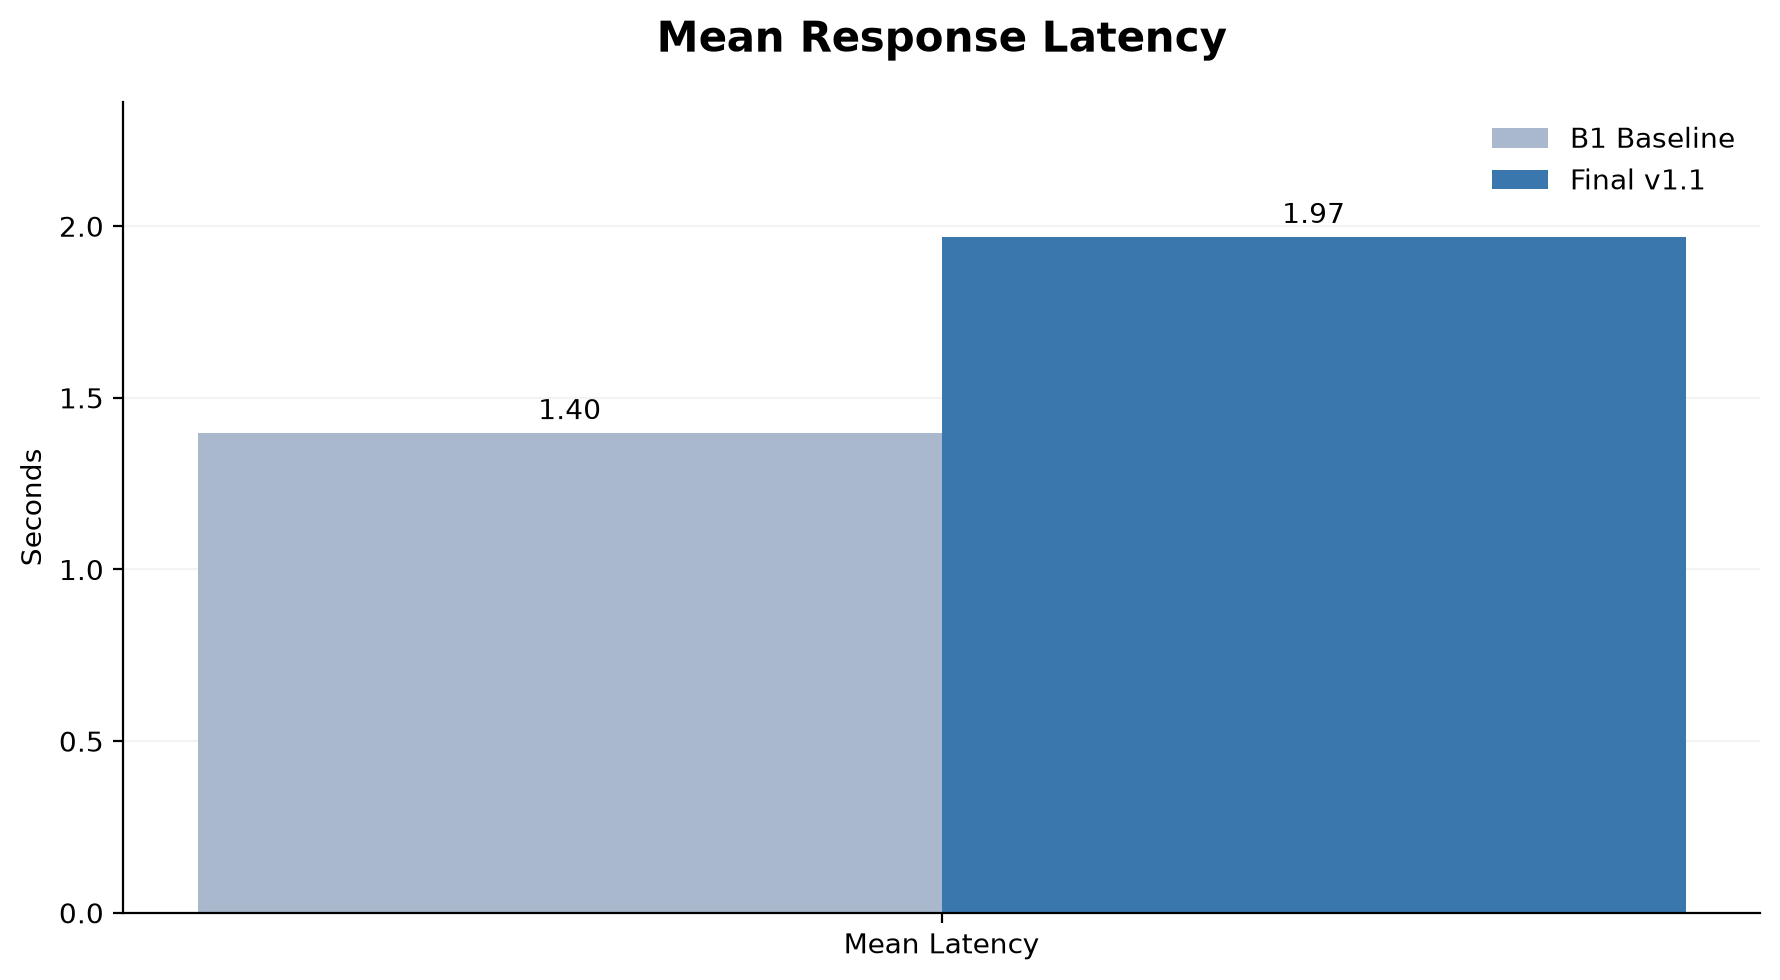 Mean Response Latency
B1 Baseline
Final v1.1
2.0
1.5
1.0
0.5
0.0
Seconds
1.40
1.97
Mean Latency